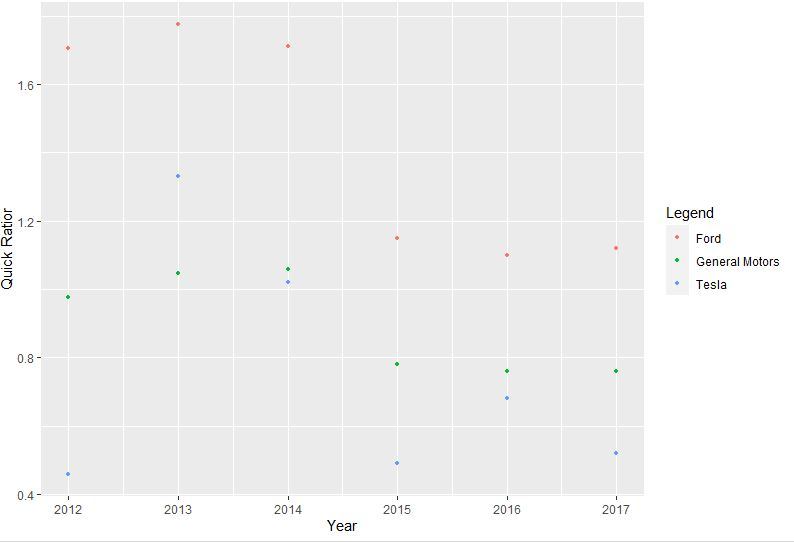 1.6
1.2
0.8
0.4
Quick Ratior
2012 2013 2014 2015 2016 2017
Year
Legend
Ford
General Motors
Tesla